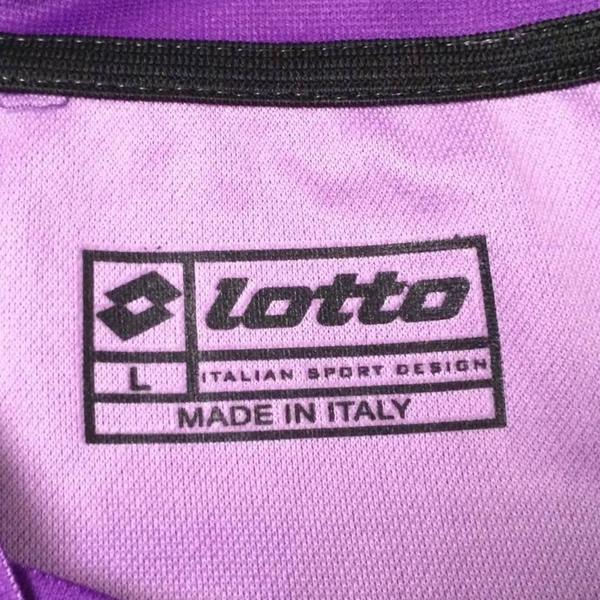 lotto
L
ITALIAN SPORT DESIGN
MADE IN ITALY